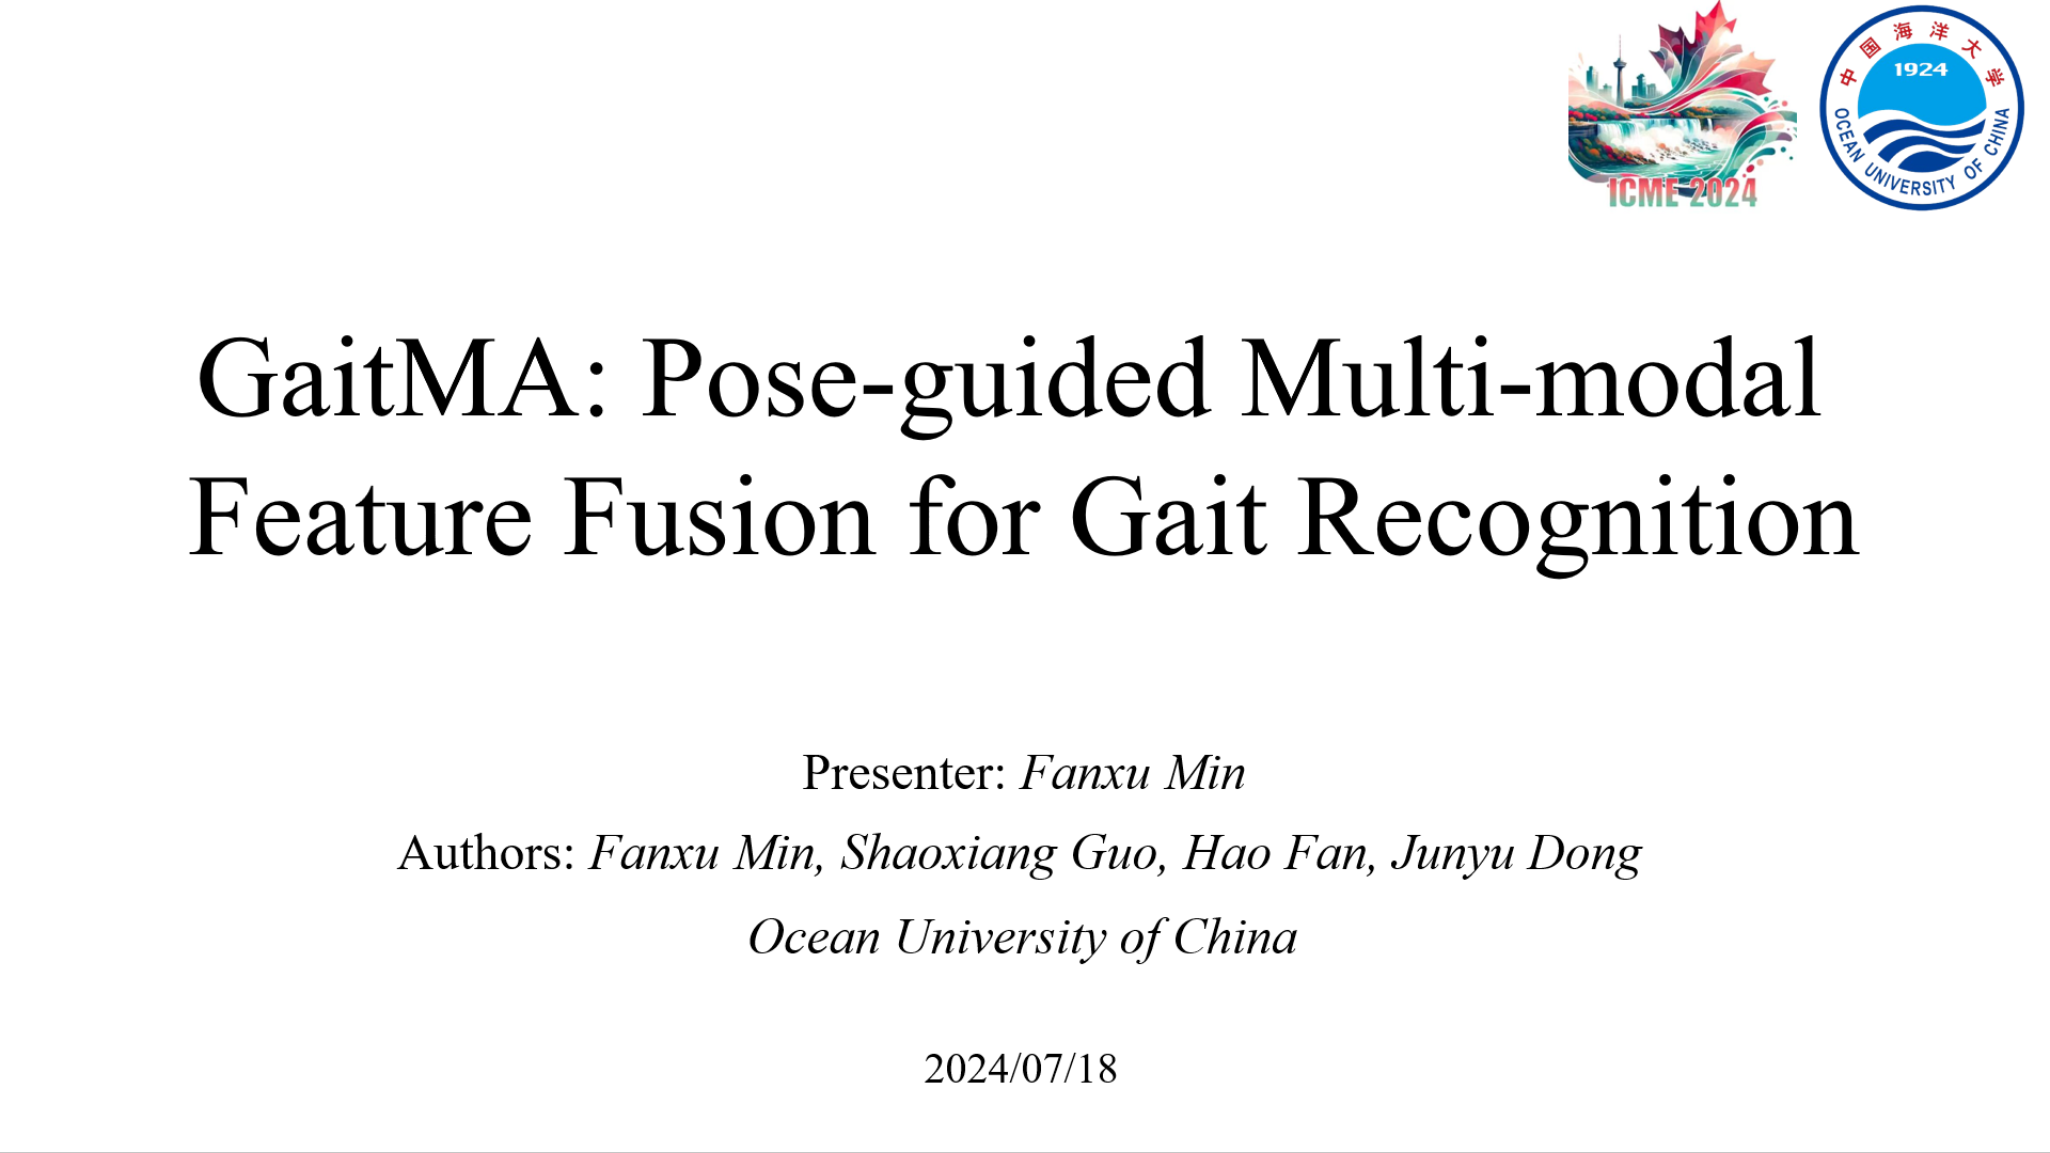 ICME 2024
中国海洋大学
1924
OCEAN UNIVERSITY OF CHINA
GaitMA: Pose-guided Multi-modal
Feature Fusion for Gait Recognition
Presenter: Fanxu Min
Authors: Fanxu Min, Shaoxiang Guo, Hao Fan, Junyu Dong
Ocean University of China
2024/07/18